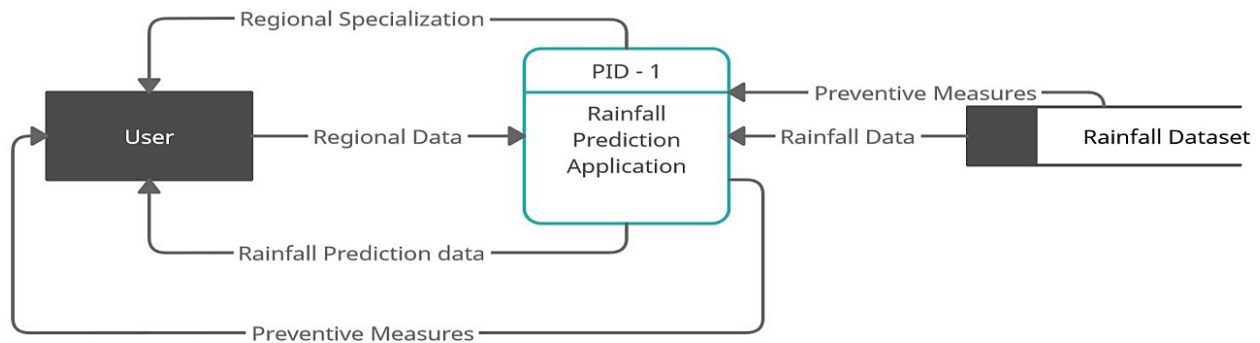 Regional Specialization
PID - 1
Preventive Measures
Rainfall
Prediction
Application
User
Regional Data
Rainfall Data
Rainfall Dataset
Rainfall Prediction data
Preventive Measures